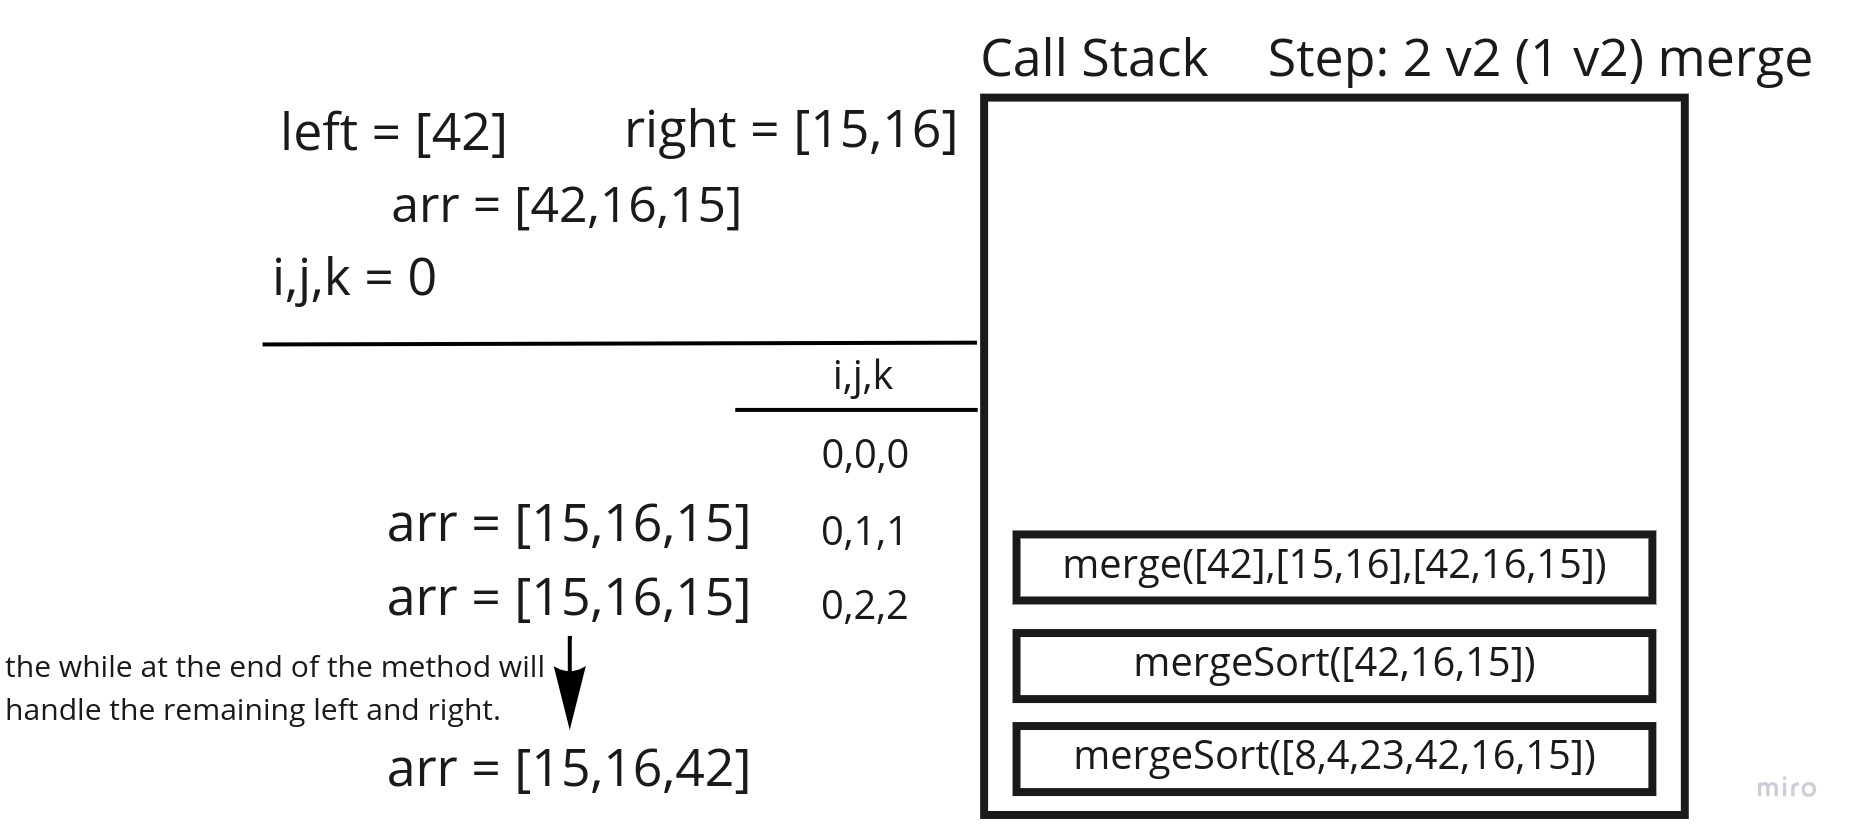 Call Stack Step: 2 v2 (1 v2) merge
left = [42] right = [15,16]
arr = [42,16,15]
i,j,k = 0
i,j,k
0,0,0
arr = [15,16,15] 0,1,1
arr = [15,16,15] 0,2,2
the while at the end of the method will
handle the remaining left and right.
arr = [15,16,42]
merge([42],[15,16],[42,16,15])
mergeSort([42,16,15])
mergeSort([8,4,23,42,16,15])
miro